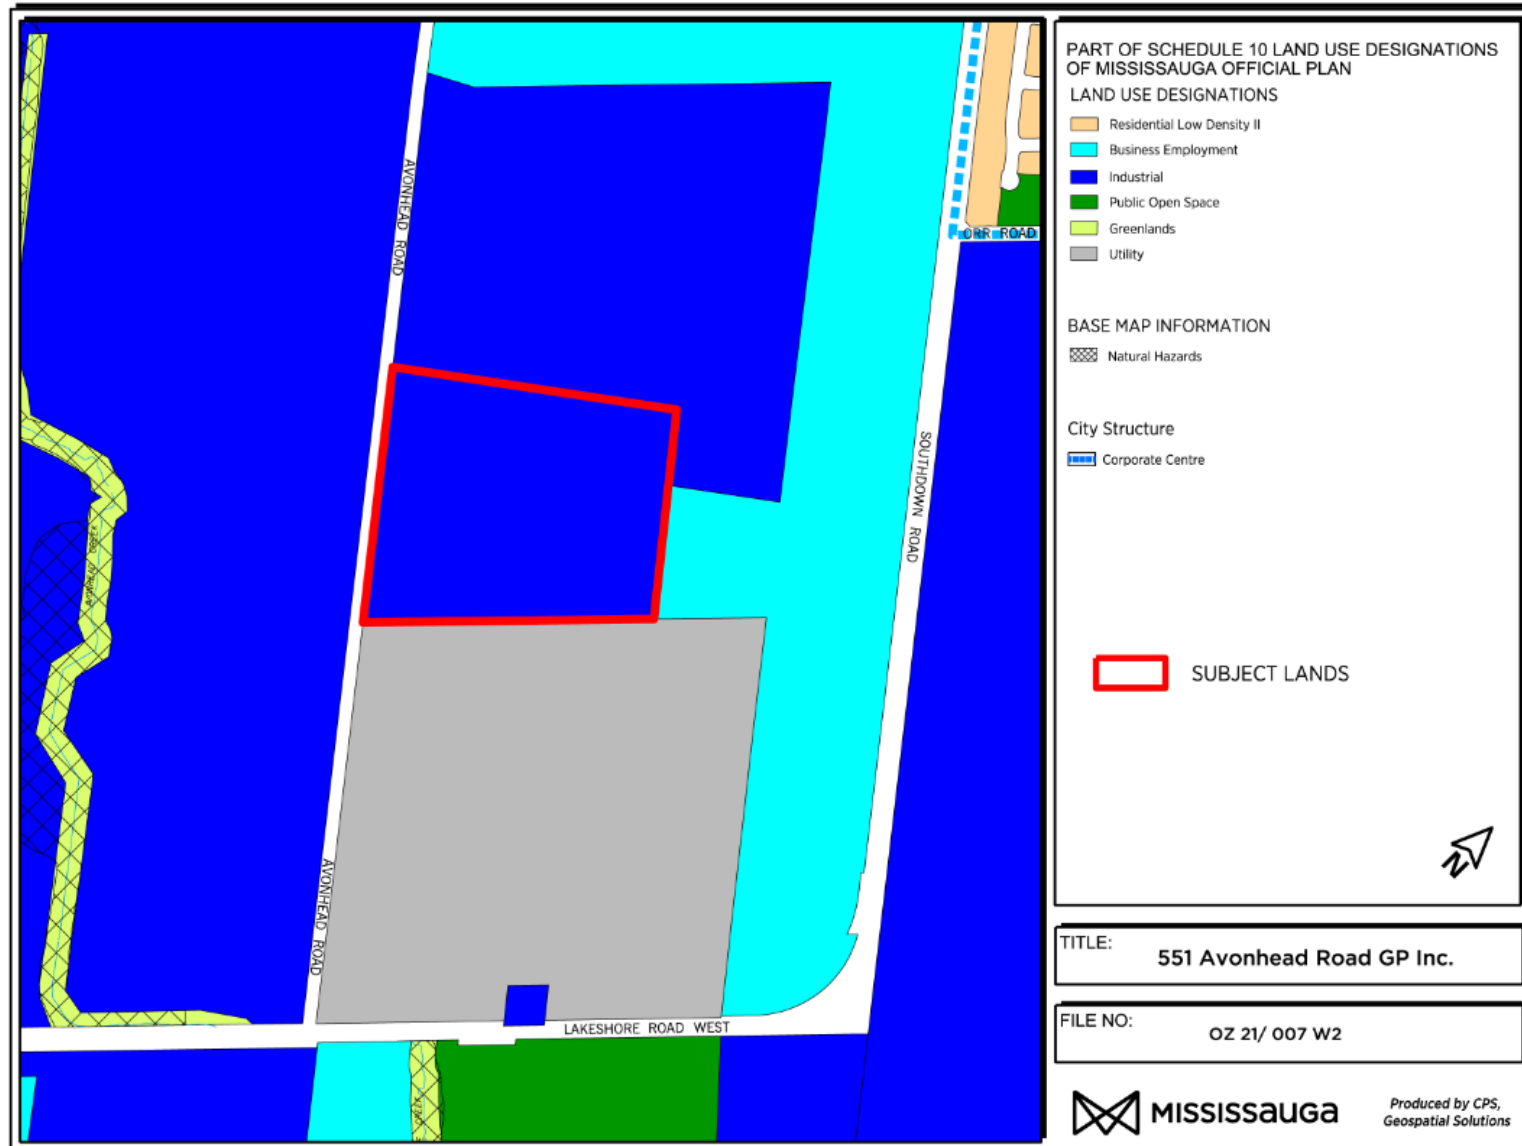 PART OF SCHEDULE 10 LAND USE DESIGNATIONS
OF MISSISSAUGA OFFICIAL PLAN
LAND USE DESIGNATIONS
Residential Low Density II
Business Employment
Industrial
Public Open Space
Greenlands
Utility
BASE MAP INFORMATION
Natural Hazards
City Structure
Corporate Centre
SUBJECT LANDS
N
TITLE:
551 Avonhead Road GP Inc.
FILE NO:
OZ 21/ 007 W2
MISSISSAUGA
Produced by CPS,
Geospatial Solutions
AVONHEAD ROAD
ORR ROAD
SOUTHDOWN ROAD
AVONHEAD CREEK
AVONHEAD ROAD
LAKESHORE ROAD WEST
CREEK